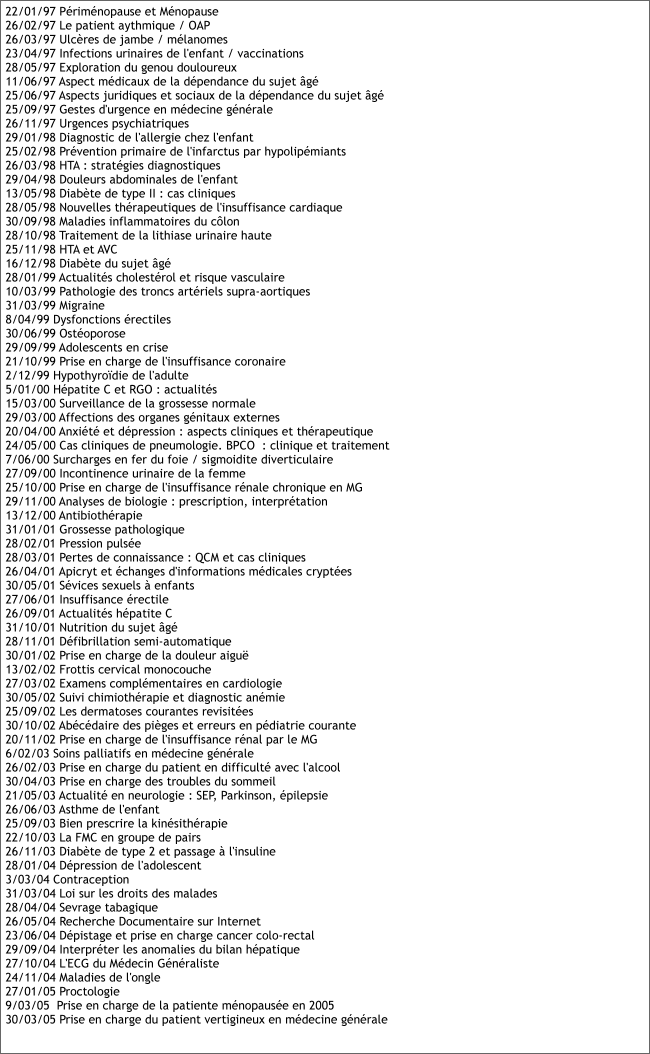 22/01/97 Périménopause et Ménopause
26/02/97 Le patient aythmique / OAP
26/03/97 Ulcères de jambe / mélanomes
23/04/97 Infections urinaires de l'enfant / vaccinations
28/05/97 Exploration du genou douloureux
11/06/97 Aspect médicaux de la dépendance du sujet âgé
25/06/97 Aspects juridiques et sociaux de la dépendance du sujet âgé
25/09/97 Gestes d'urgence en médecine générale
26/11/97 Urgences psychiatriques
29/01/98 Diagnostic de l'allergie chez l'enfant
25/02/98 Prévention primaire de l'infarctus par hypolipémiants
26/03/98 HTA : stratégies diagnostiques
29/04/98 Douleurs abdominales de l'enfant
13/05/98 Diabète de type II : cas cliniques
28/05/98 Nouvelles thérapeutiques de l'insuffisance cardiaque
30/09/98 Maladies inflammatoires du côlon
28/10/98 Traitement de la lithiase urinaire haute
25/11/98 HTA et AVC
16/12/98 Diabète du sujet âgé
28/01/99 Actualités cholestérol et risque vasculaire
10/03/99 Pathologie des troncs artériels supra-aortiques
31/03/99 Migraine
8/04/99 Dysfonctions érectiles
30/06/99 Ostéoporose
29/09/99 Adolescents en crise
21/10/99 Prise en charge de l'insuffisance coronaire
2/12/99 Hypothyroïdie de l'adulte
5/01/00 Hépatite C et RGO : actualités
15/03/00 Surveillance de la grossesse normale
29/03/00 Affections des organes génitaux externes
20/04/00 Anxiété et dépression : aspects cliniques et thérapeutique
24/05/00 Cas cliniques de pneumologie. BPCO  : clinique et traitement
7/06/00 Surcharges en fer du foie / sigmoidite diverticulaire
27/09/00 Incontinence urinaire de la femme
25/10/00 Prise en charge de l'insuffisance rénale chronique en MG
29/11/00 Analyses de biologie : prescription, interprétation
13/12/00 Antibiothérapie
31/01/01 Grossesse pathologique
28/02/01 Pression pulsée
28/03/01 Pertes de connaissance : QCM et cas cliniques
26/04/01 Apicryt et échanges d'informations médicales cryptées
30/05/01 Sévices sexuels à enfants
27/06/01 Insuffisance érectile
26/09/01 Actualités hépatite C
31/10/01 Nutrition du sujet âgé
28/11/01 Défibrillation semi-automatique
30/01/02 Prise en charge de la douleur aiguë
13/02/02 Frottis cervical monocouche
27/03/02 Examens complémentaires en cardiologie
30/05/02 Suivi chimiothérapie et diagnostic anémie
25/09/02 Les dermatoses courantes revisitées
30/10/02 Abécédaire des pièges et erreurs en pédiatrie courante
20/11/02 Prise en charge de l'insuffisance rénal par le MG
6/02/03 Soins palliatifs en médecine générale
26/02/03 Prise en charge du patient en difficulté avec l'alcool
30/04/03 Prise en charge des troubles du sommeil
21/05/03 Actualité en neurologie : SEP, Parkinson, épilepsie
26/06/03 Asthme de l'enfant
25/09/03 Bien prescrire la kinésithérapie
22/10/03 La FMC en groupe de pairs
26/11/03 Diabète de type 2 et passage à l'insuline
28/01/04 Dépression de l'adolescent
3/03/04 Contraception
31/03/04 Loi sur les droits des malades
28/04/04 Sevrage tabagique
26/05/04 Recherche Documentaire sur Internet
23/06/04 Dépistage et prise en charge cancer colo-rectal
29/09/04 Interpréter les anomalies du bilan hépatique
27/10/04 L'ECG du Médecin Généraliste
24/11/04 Maladies de l'ongle
27/01/05 Proctologie
9/03/05  Prise en charge de la patiente ménopausée en 2005
30/03/05 Prise en charge du patient vertigineux en médecine générale